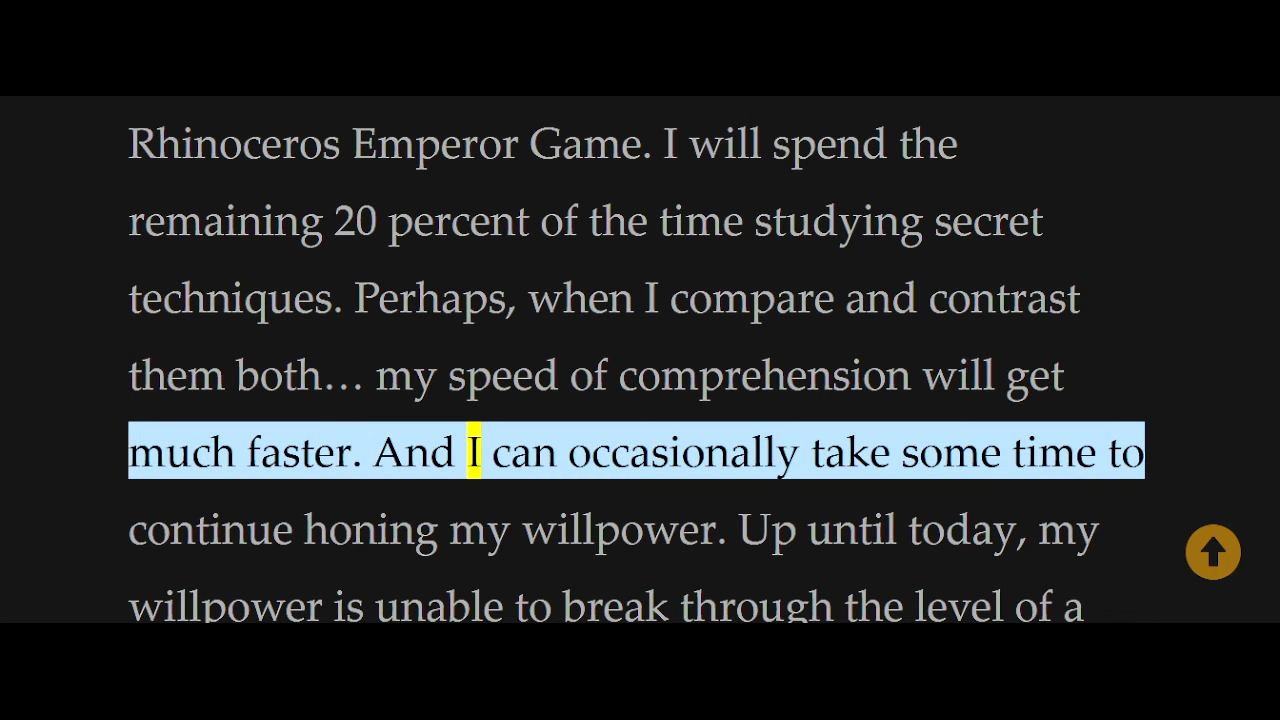 Rhinoceros Emperor Game. I will spend the
remaining 20 percent of the time studying secret
techniques. Perhaps, when I compare and contrast
them both… my speed of comprehension will get
much faster. And I can occasionally take some time to
continue honing my willpower. Up until today, my
willpower is unable to break through the level of a